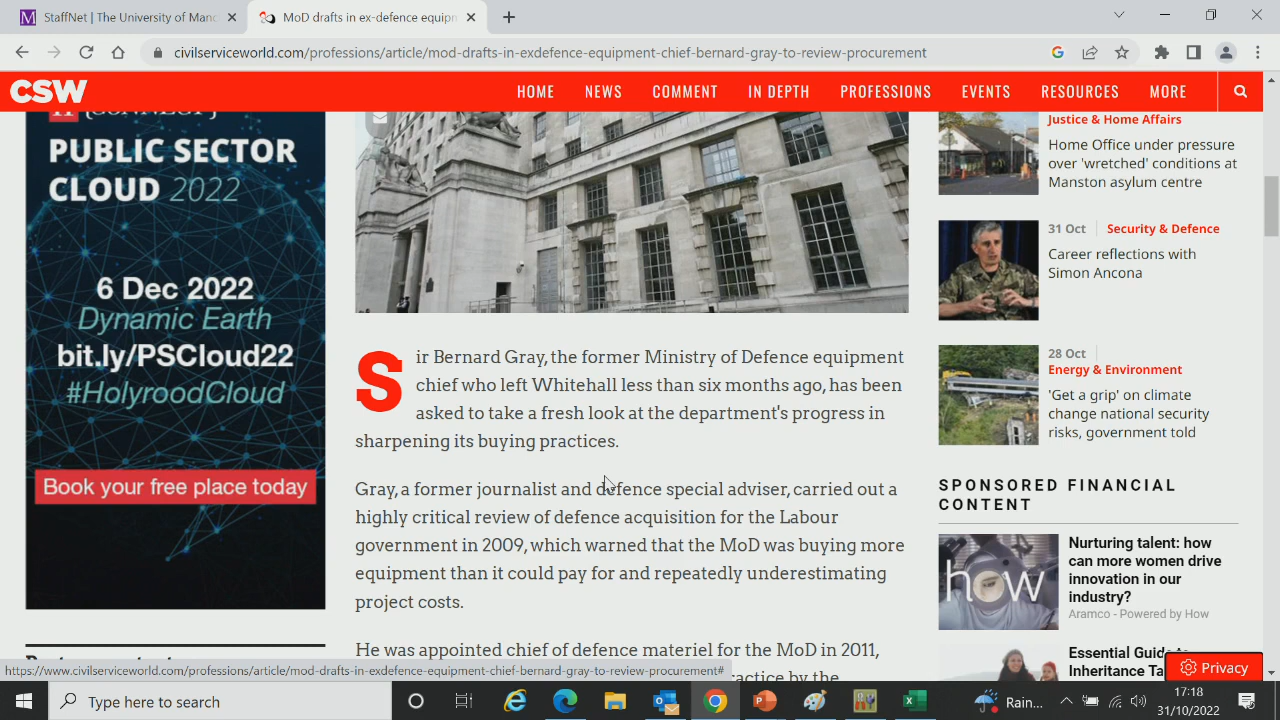 StaffNet | The University of Man
MoD drafts in ex-defence equipm
civilserviceworld.com/professions/article/mod-drafts-in-exdefence-equipment-chief-bernard-gray-to-review-procurement
CSW
HOME
NEWS
COMMENT
IN DEPTH
PROFESSIONS
EVENTS
RESOURCES
MORE
PUBLIC SECTOR
CLOUD 2022
6 Dec 2022
Dynamic Earth
bit.ly/PSCloud22
#HolyroodCloud
Book your free place today
Sir Bernard Gray, the former Ministry of Defence equipment
chief who left Whitehall less than six months ago, has been
asked to take a fresh look at the department's progress in
sharpening its buying practices.
Gray, a former journalist and defence special adviser, carried out a
highly critical review of defence acquisition for the Labour
government in 2009, which warned that the MoD was buying more
equipment than it could pay for and repeatedly underestimating
project costs.
He was appointed chief of defence materiel for the MoD in 2011,
by the
Justice & Home Affairs
Home Office under pressure
over 'wretched' conditions at
Manston asylum centre
31 Oct
Security & Defence
Career reflections with
Simon Ancona
28 Oct
Energy & Environment
'Get a grip' on climate
change national security
risks, government told
SPONSORED FINANCIAL
CONTENT
how
Nurturing talent: how
can more women drive
innovation in our
industry?
Aramco - Powered by How
Essential Guide to
Inheritance Ta
Privacy
https://www.civilserviceworld.com/professions/article/mod-drafts-in-exdefence-equipment-chief-bernard-gray-to-review-procurement#
Type here to search
Rain...
17:18
31/10/2022